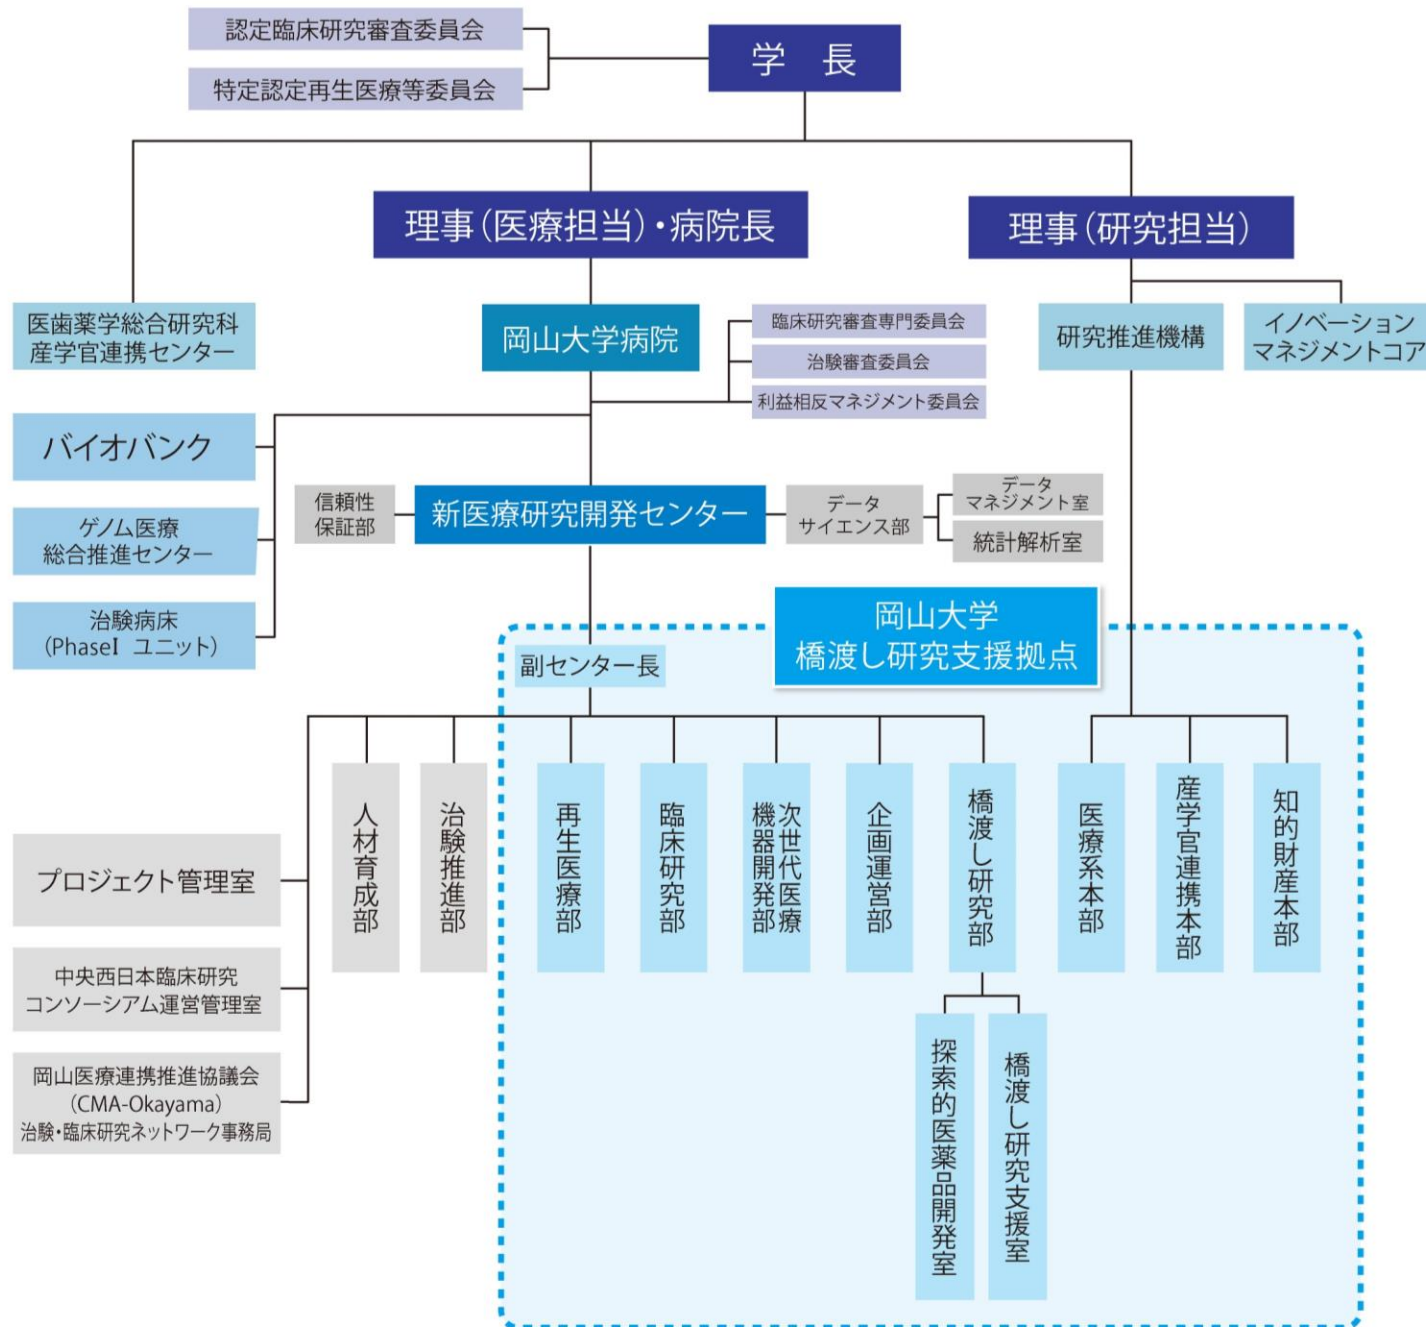 認定臨床研究審査委員会
特定認定再生医療等委員会
学 長
理事（医療担当）・病院長
理事（研究担当）
医歯薬学総合研究科
産学官連携センター
岡山大学病院
臨床研究審査専門委員会
治験審査委員会
利益相反マネジメント委員会
研究推進機構
イノベーション
マネジメントコア
バイオバンク
ゲノム医療
総合推進センター
治験病床
（PhaseⅠ ユニット）
信頼性
保証部
新医療研究開発センター
データ
サイエンス部
データ
マネジメント室
統計解析室
岡山大学
橋渡し研究支援拠点
副センター長
プロジェクト管理室
中央西日本臨床研究
コンソーシアム運営管理室
岡山医療連携推進協議会
（CMA-Okayama）
治験・臨床研究ネットワーク事務局
人材育成部
治験推進部
再生医療部
臨床研究部
次世代医療
機器開発部
企画運営部
橋渡し研究部
医療系本部
産学官連携本部
知的財産本部
探索的医薬品開発室
橋渡し研究支援室